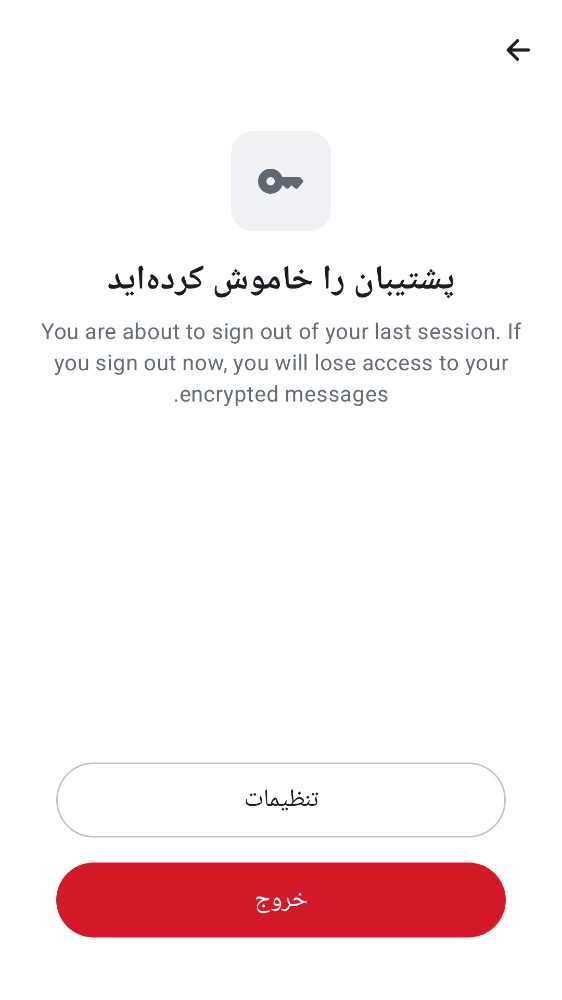 پشتیبان را خاموش کرده‌اید
You are about to sign out of your last session. If
you sign out now, you will lose access to your
encrypted messages.
تنظیمات
خروج